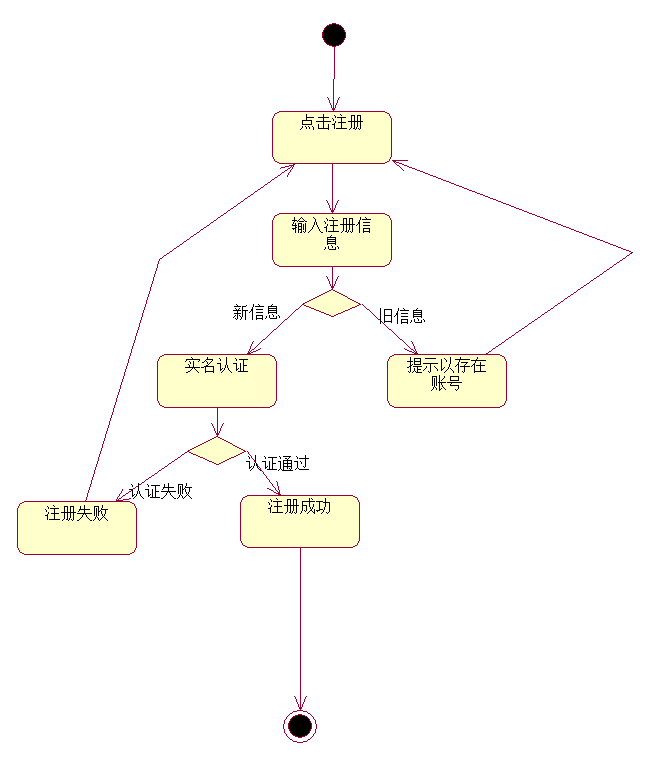 点击注册
输入注册信
息
新信息
旧信息
实名认证
提示以存在
账号
认证通过
认证失败
注册成功
注册失败